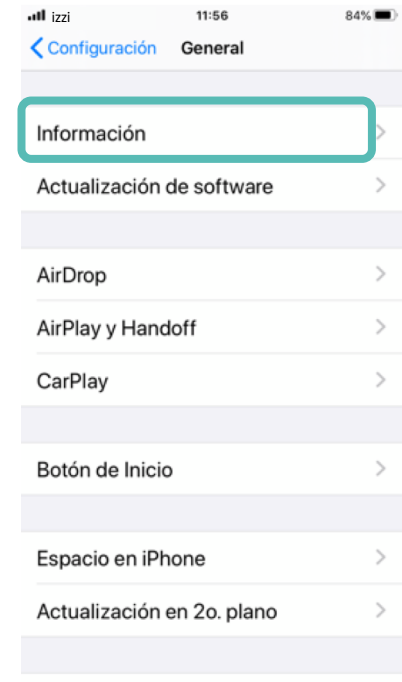 izzi 11:56 84%
Configuración General
Información
Actualización de software
AirDrop
AirPlay y Handoff
CarPlay
Botón de Inicio
Espacio en iPhone
Actualización en 2o. plano